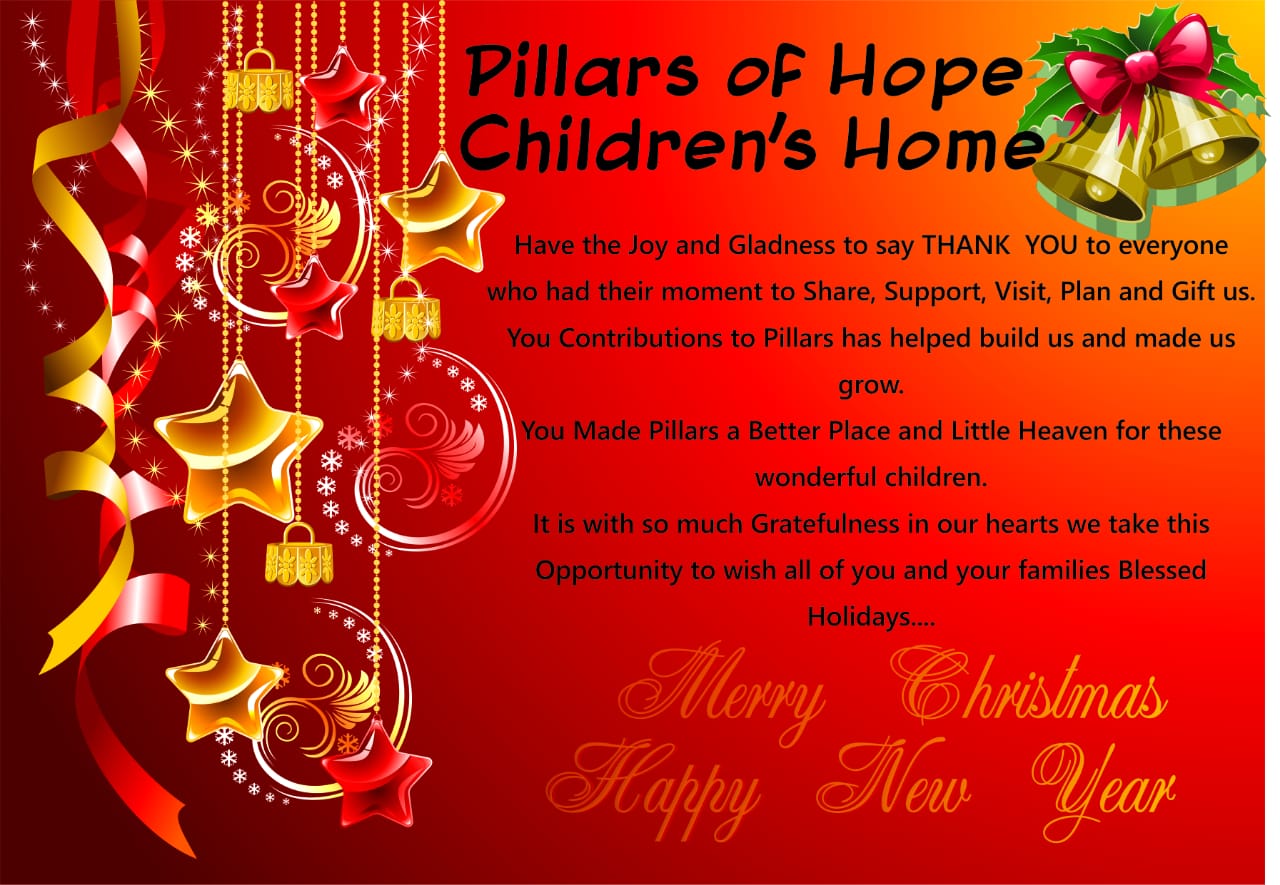 Pillars of Hope
Children's Home
Have the Joy and Gladness to say THANK  YOU to everyone
who had their moment to Share, Support, Visit, Plan and Gift us.
You Contributions to Pillars has helped build us and made us
grow.
You Made Pillars a Better Place and Little Heaven for these
wonderful children.
It is with so much Gratefulness in our hearts we take this
Opportunity to wish all of you and your families Blessed
Holidays....
Merry Christmas
Happy New Year